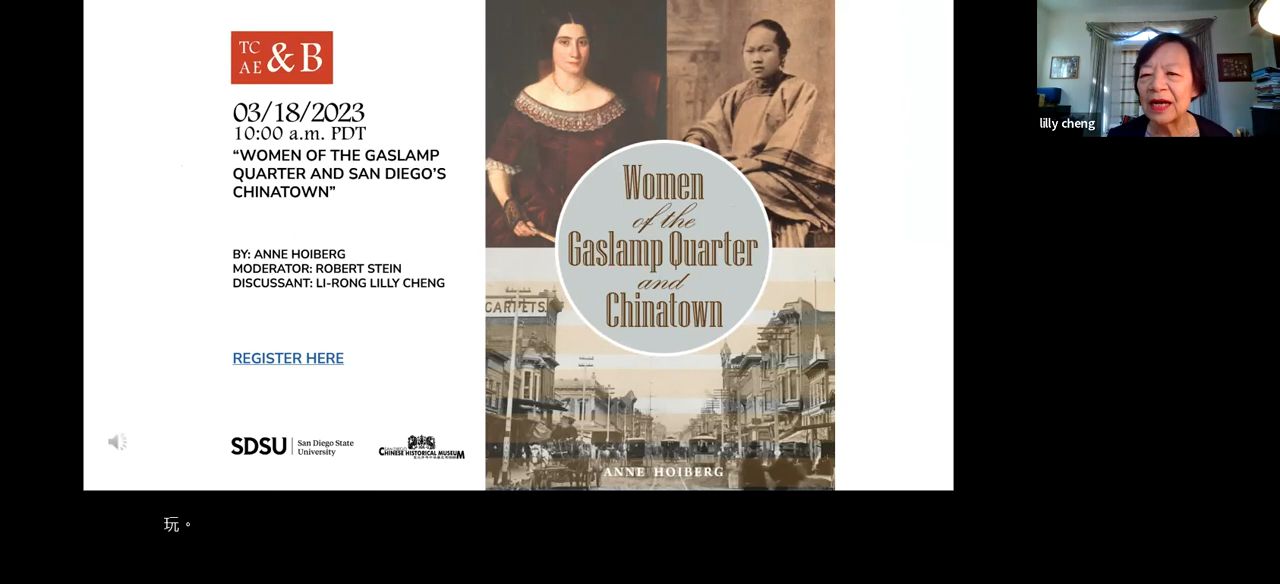 TC
AE & B
03/18/2023
10:00 a.m. PDT
“WOMEN OF THE GASLAMP
QUARTER AND SAN DIEGO’S
CHINATOWN”
BY: ANNE HOIBERG
MODERATOR: ROBERT STEIN
DISCUSSANT: LI-RONG LILLY CHENG
REGISTER HERE
SDSU San Diego State
University
CHINESE HISTORICAL MUSEUM
CARPETS.
Women
of the
Gaslamp Quarter
and
Chinatown
ANNE HOIBERG
lilly cheng
玩。